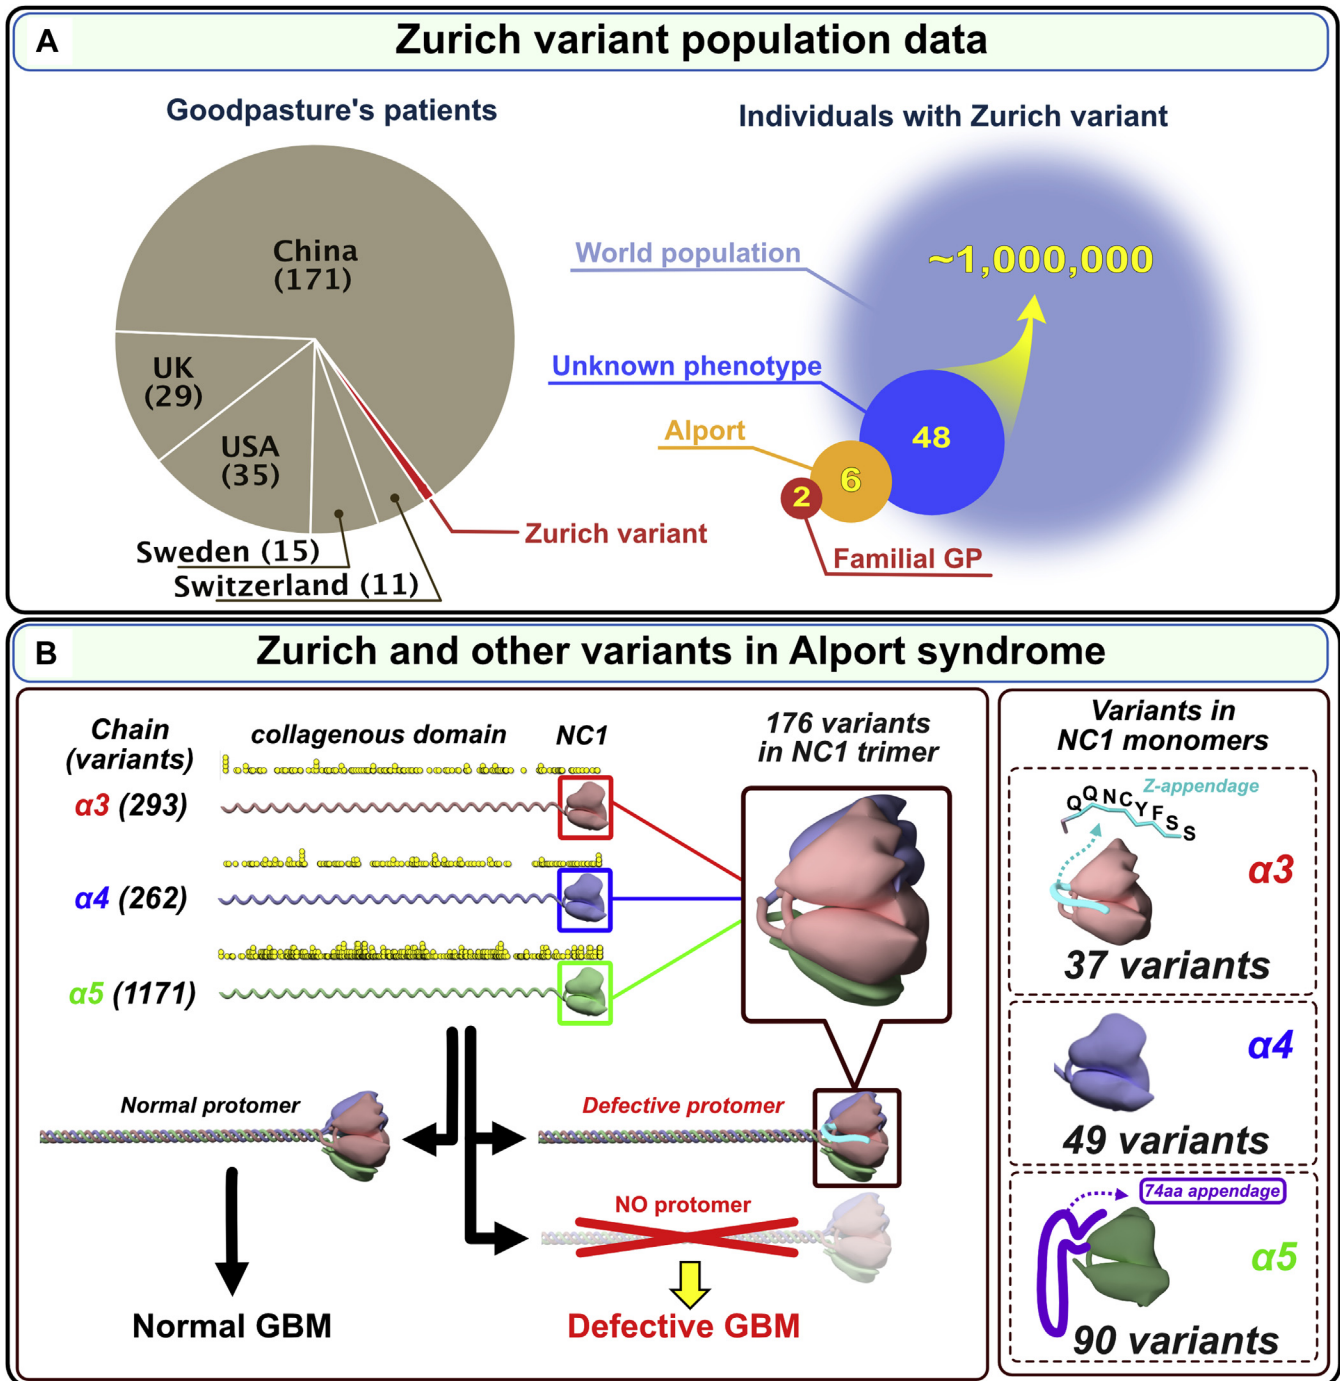 A
Zurich variant population data
Goodpasture's patients
China
(171)
UK
(29)
USA
(35)
Sweden (15)
Switzerland (11)
Zurich variant
Individuals with Zurich variant
World population
~1,000,000
Unknown phenotype
48
Alport
6
2
Familial GP
B
Zurich and other variants in Alport syndrome
Chain
(variants)
collagenous domain
NC1
α3 (293)
α4 (262)
α5 (1171)
176 variants
in NC1 trimer
Normal protomer
Defective protomer
NO protomer
Normal GBM
Defective GBM
Variants in
NC1 monomers
Z-appendage
QQNCYFSS
α3
37 variants
α4
49 variants
74aa appendage
α5
90 variants